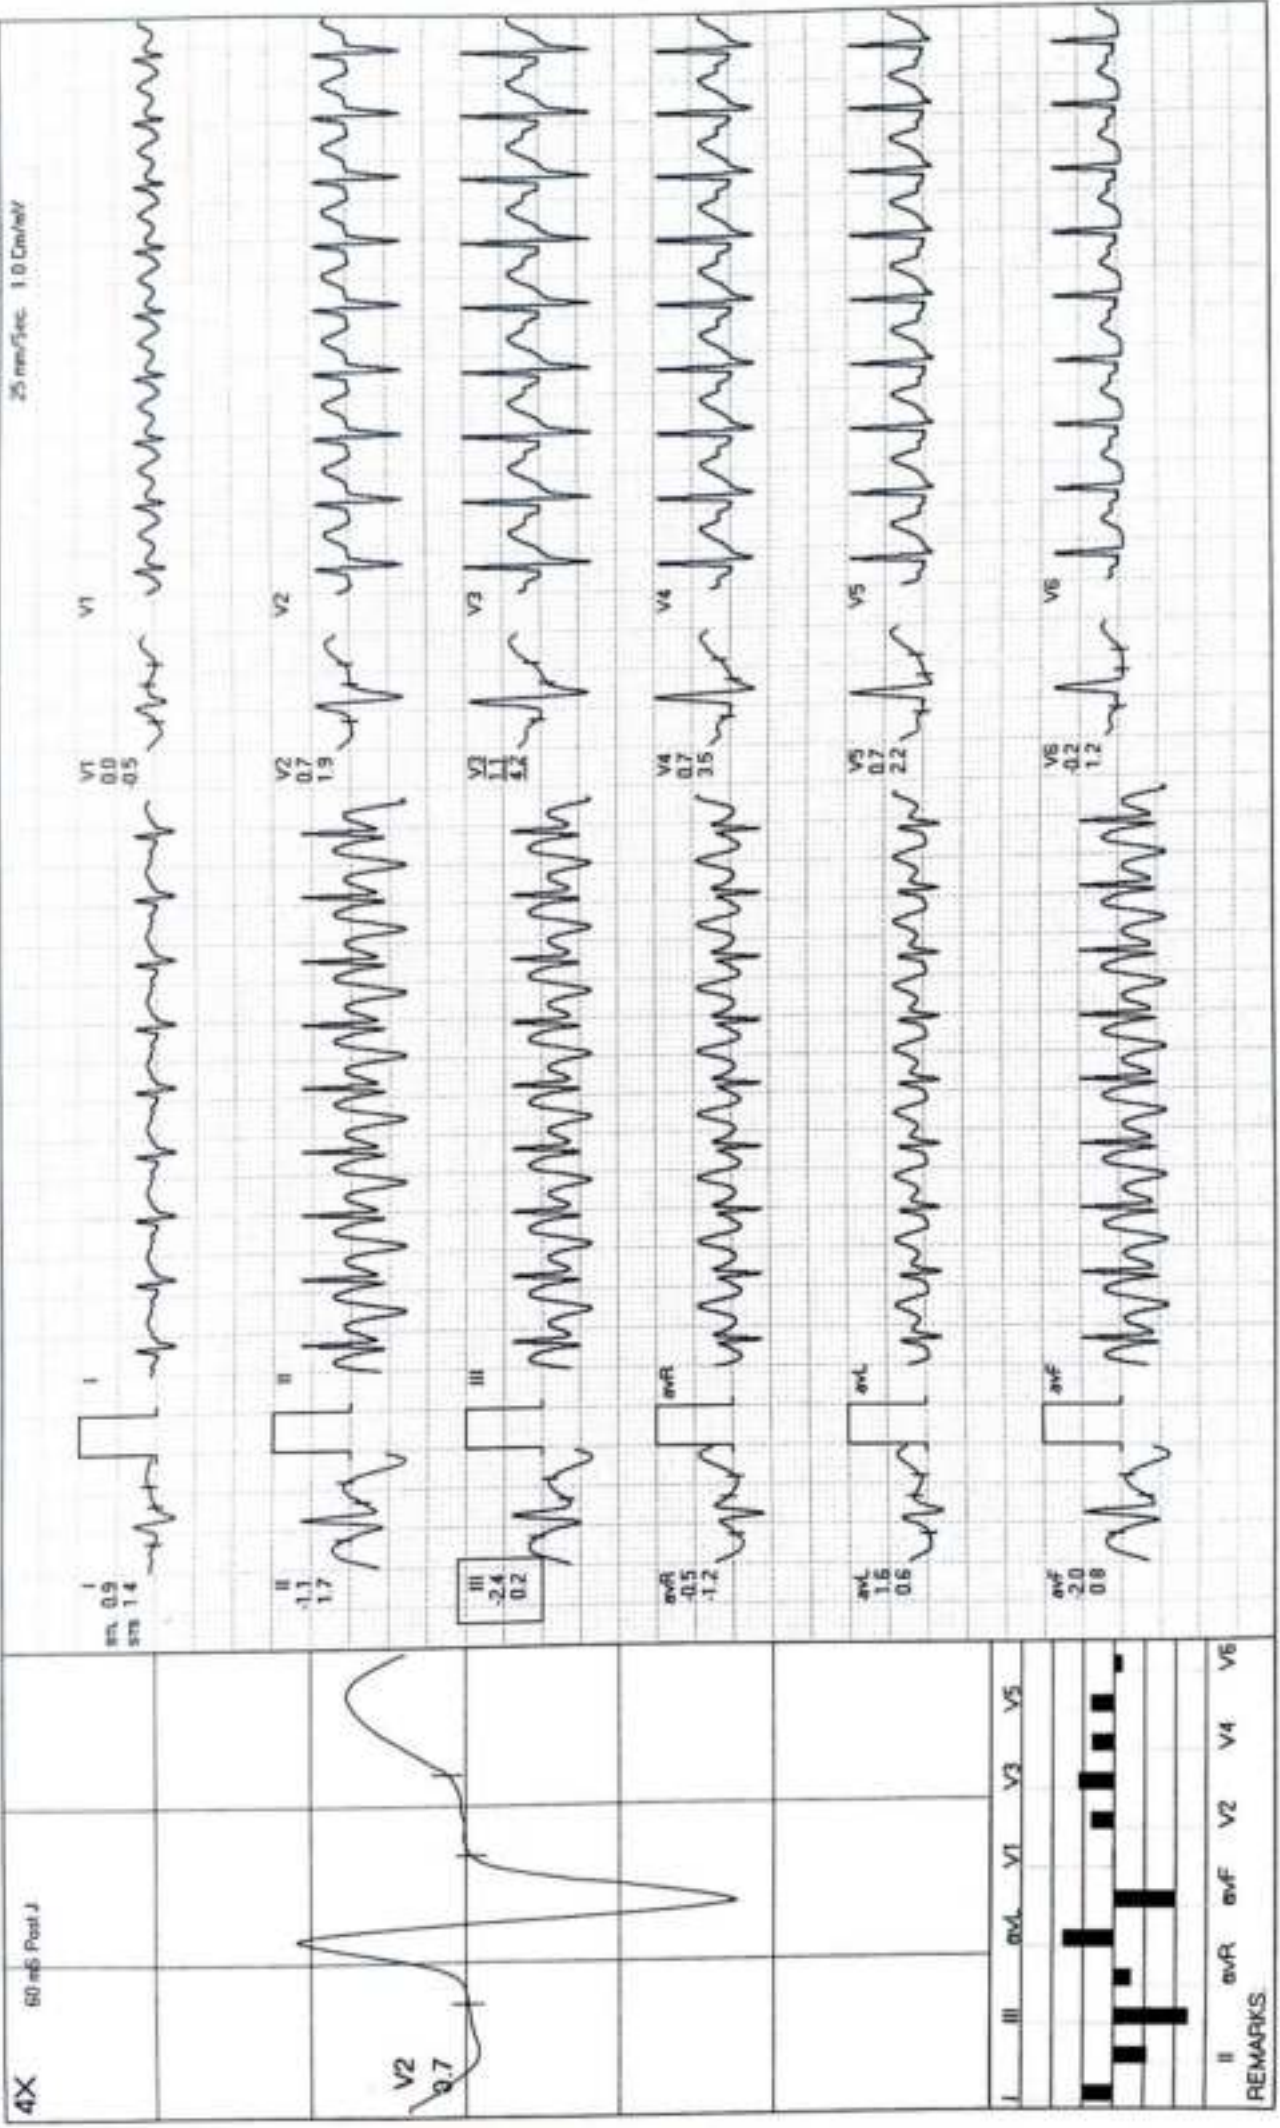 4X
60 mS Post J
25 mm/Sec. 1.0 Cm/mV
V2
0.7
I
STL 0.9
STS 1.4
II
-1.1
1.7
III
-2.4
0.2
avR
-0.5
-1.2
avL
1.6
0.6
avF
-2.0
0.8
I
II
III
avR
avL
avF
V1
0.0
-0.5
V2
0.7
1.9
V3
1.1
4.2
V4
0.7
3.5
V5
0.7
2.2
V6
-0.2
1.2
V1
V2
V3
V4
V5
V6
I III avL V1 V3 V5
II avR avF V2 V4 V6
REMARKS: